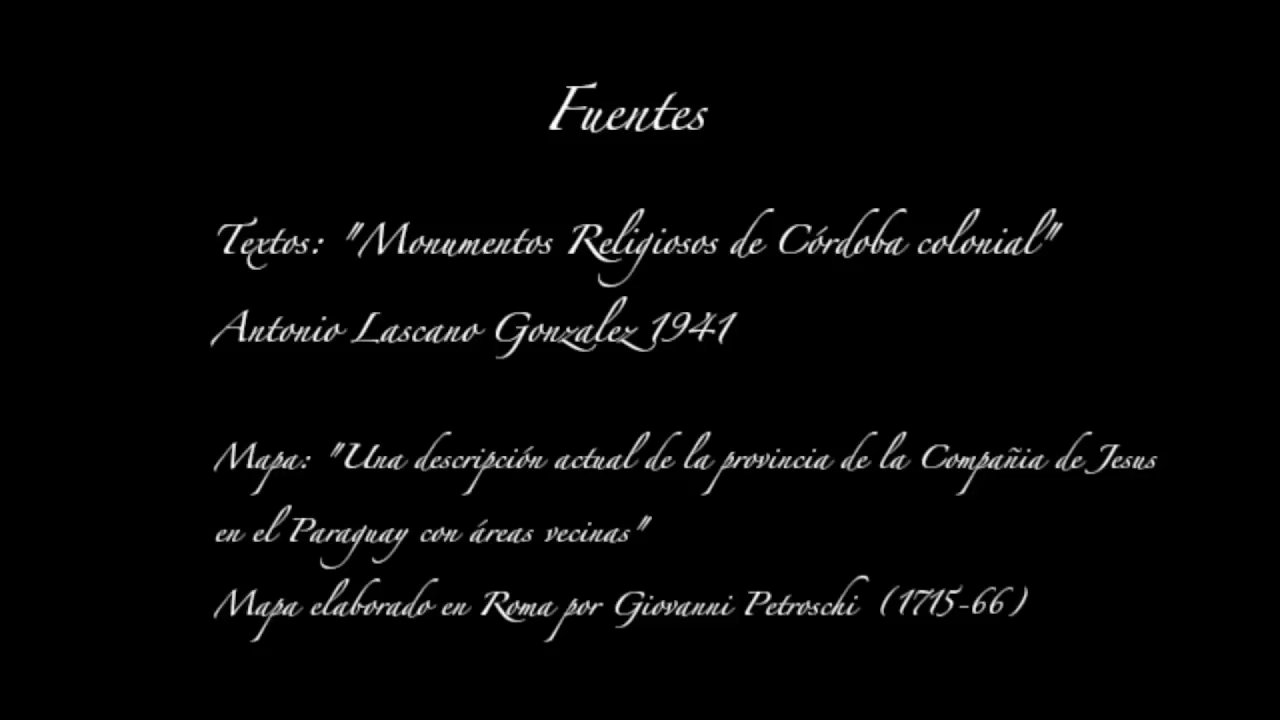 Fuentes
Textos: "Monumentos Religiosos de Córdoba colonial"
Antonio Lascano Gonzalez 1941
Mapa: "Una descripción actual de la provincia de la Compañia de Jesus
en el Paraguay con áreas vecinas"
Mapa elaborado en Roma por Giovanni Petroschi (1715-66)